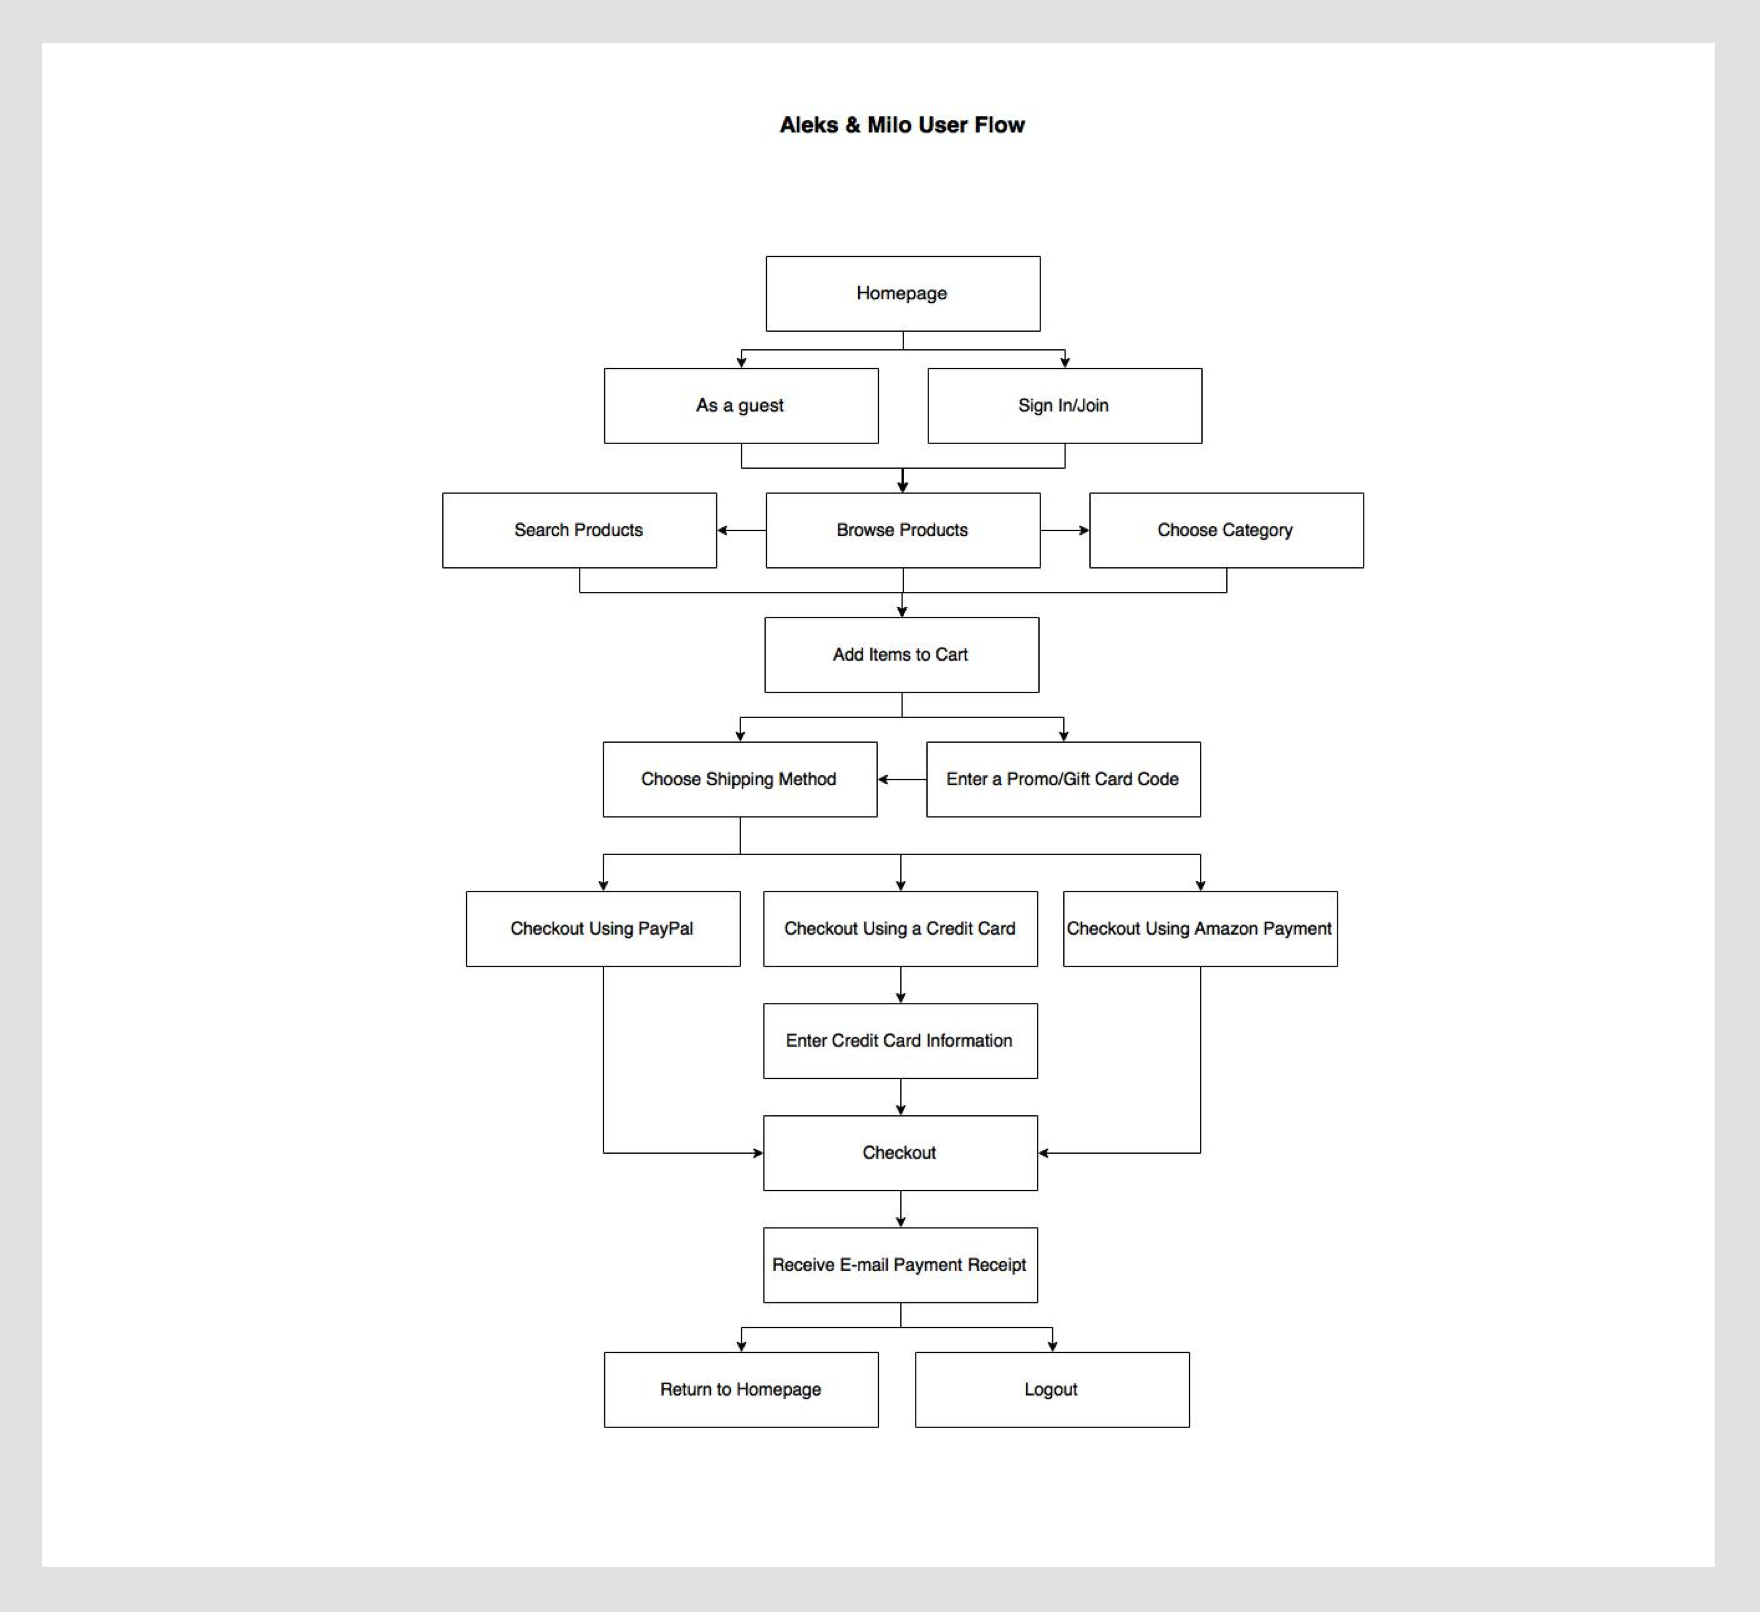 Aleks & Milo User Flow
Homepage
As a guest
Sign In/Join
Search Products
Browse Products
Choose Category
Add Items to Cart
Choose Shipping Method
Enter a Promo/Gift Card Code
Checkout Using PayPal
Checkout Using a Credit Card
Checkout Using Amazon Payment
Enter Credit Card Information
Checkout
Receive E-mail Payment Receipt
Return to Homepage
Logout